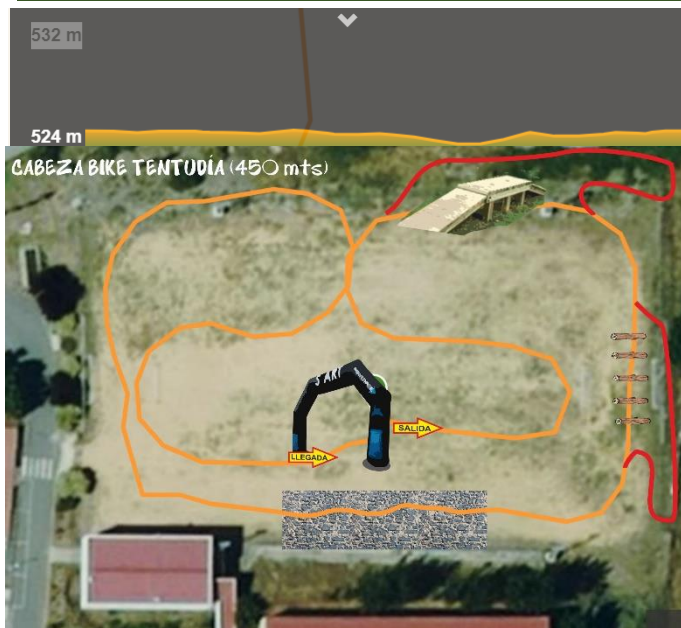 532 m
524 m
CABEZA BIKE TENTUDÍA (450 mts)
SALIDA
LLEGADA